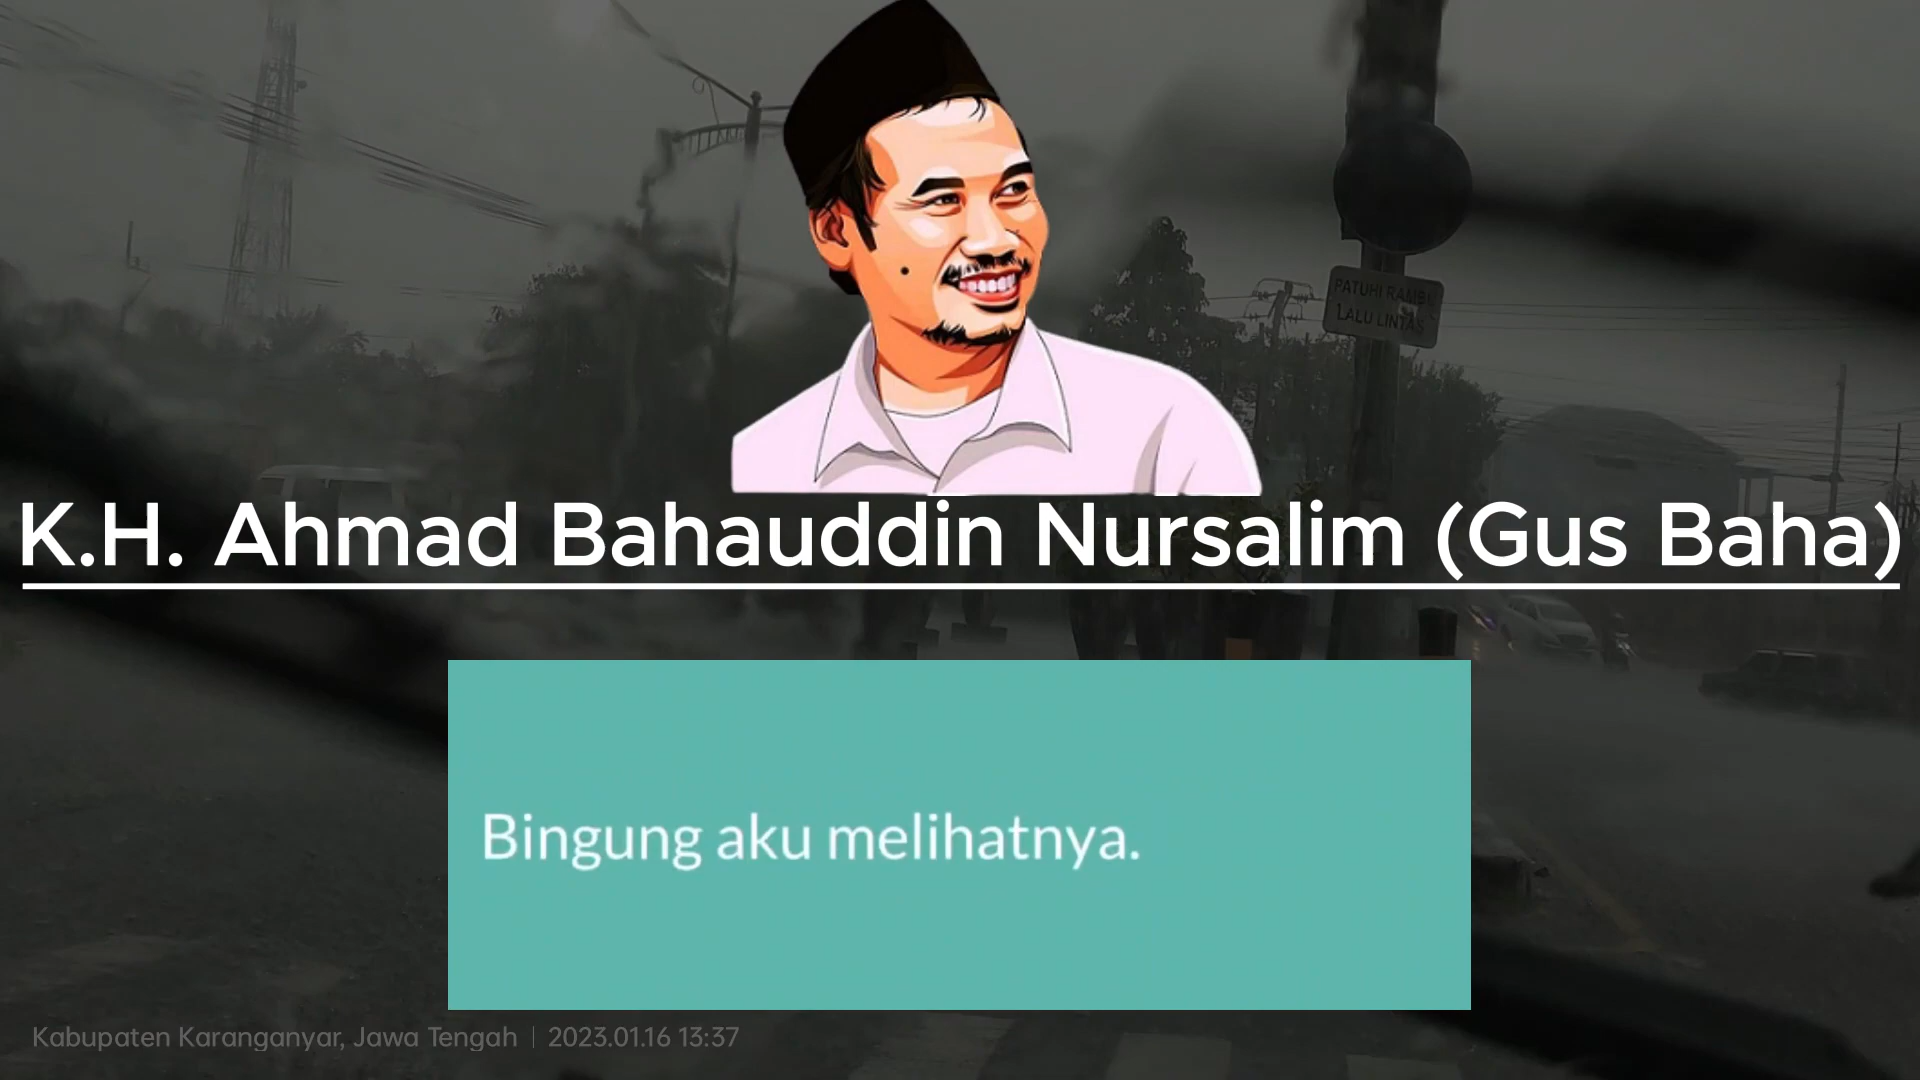 PATUHI RAMBU
LALU LINTAS
K.H. Ahmad Bahauddin Nursalim (Gus Baha)
Bingung aku melihatnya.
Kabupaten Karanganyar, Jawa Tengah | 2023.01.16 13:37